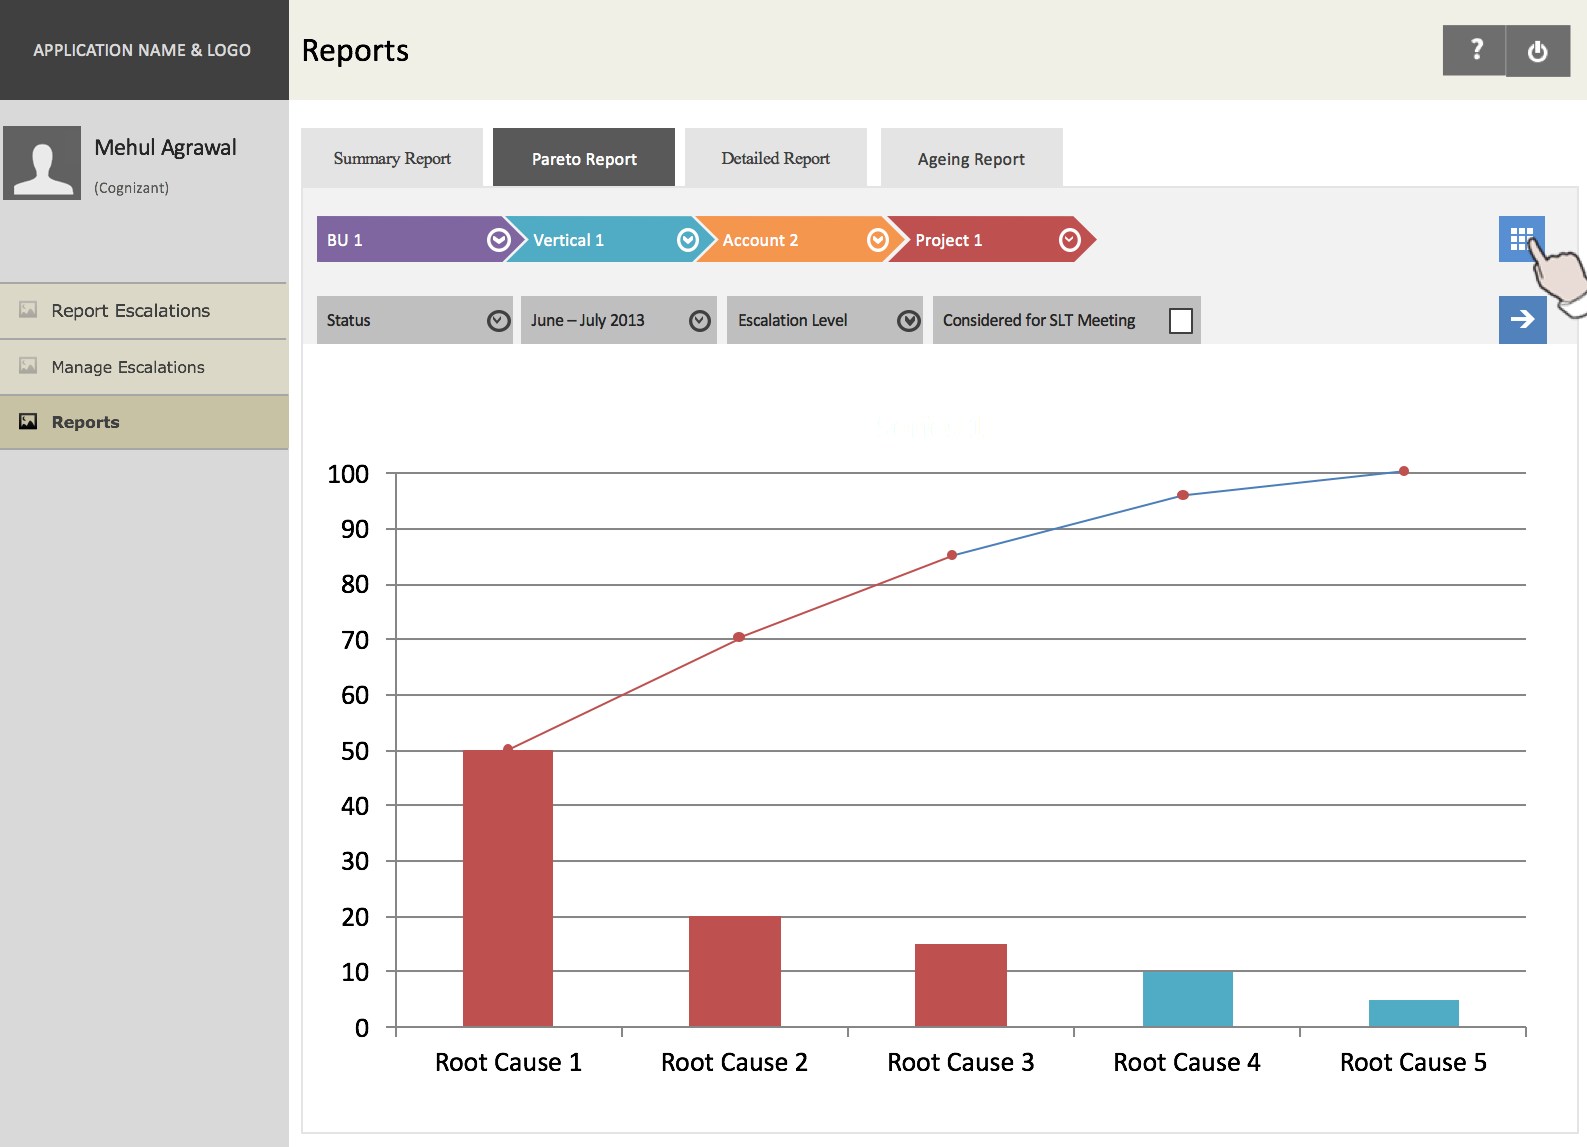 APPLICATION NAME & LOGO
Reports
?
Mehul Agrawal
(Cognizant)
Summary Report
Pareto Report
Detailed Report
Ageing Report
BU 1
Vertical 1
Account 2
Project 1
Report Escalations
Manage Escalations
Reports
Status
June – July 2013
Escalation Level
Considered for SLT Meeting
100
90
80
70
60
50
40
30
20
10
0
Root Cause 1
Root Cause 2
Root Cause 3
Root Cause 4
Root Cause 5